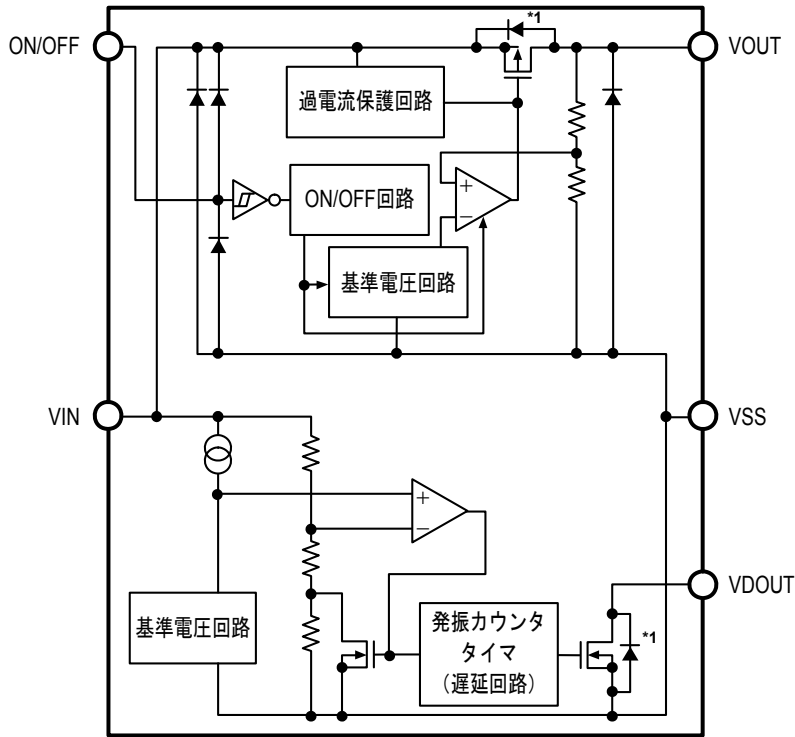 *1
ON/OFF
VOUT
過電流保護回路
+
−
ON/OFF回路
基準電圧回路
VIN
VSS
+
−
VDOUT
基準電圧回路
発振カウンタ
タイマ
（遅延回路）
*1